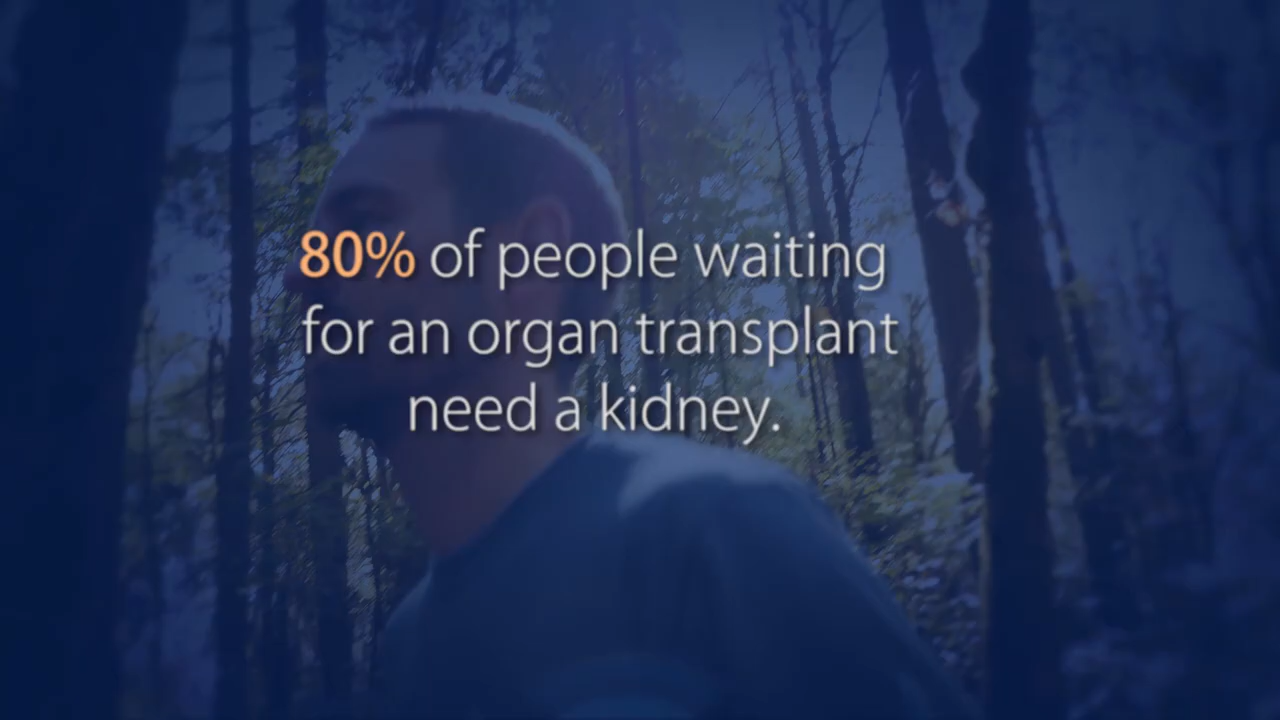 80% of people waiting
for an organ transplant
need a kidney.